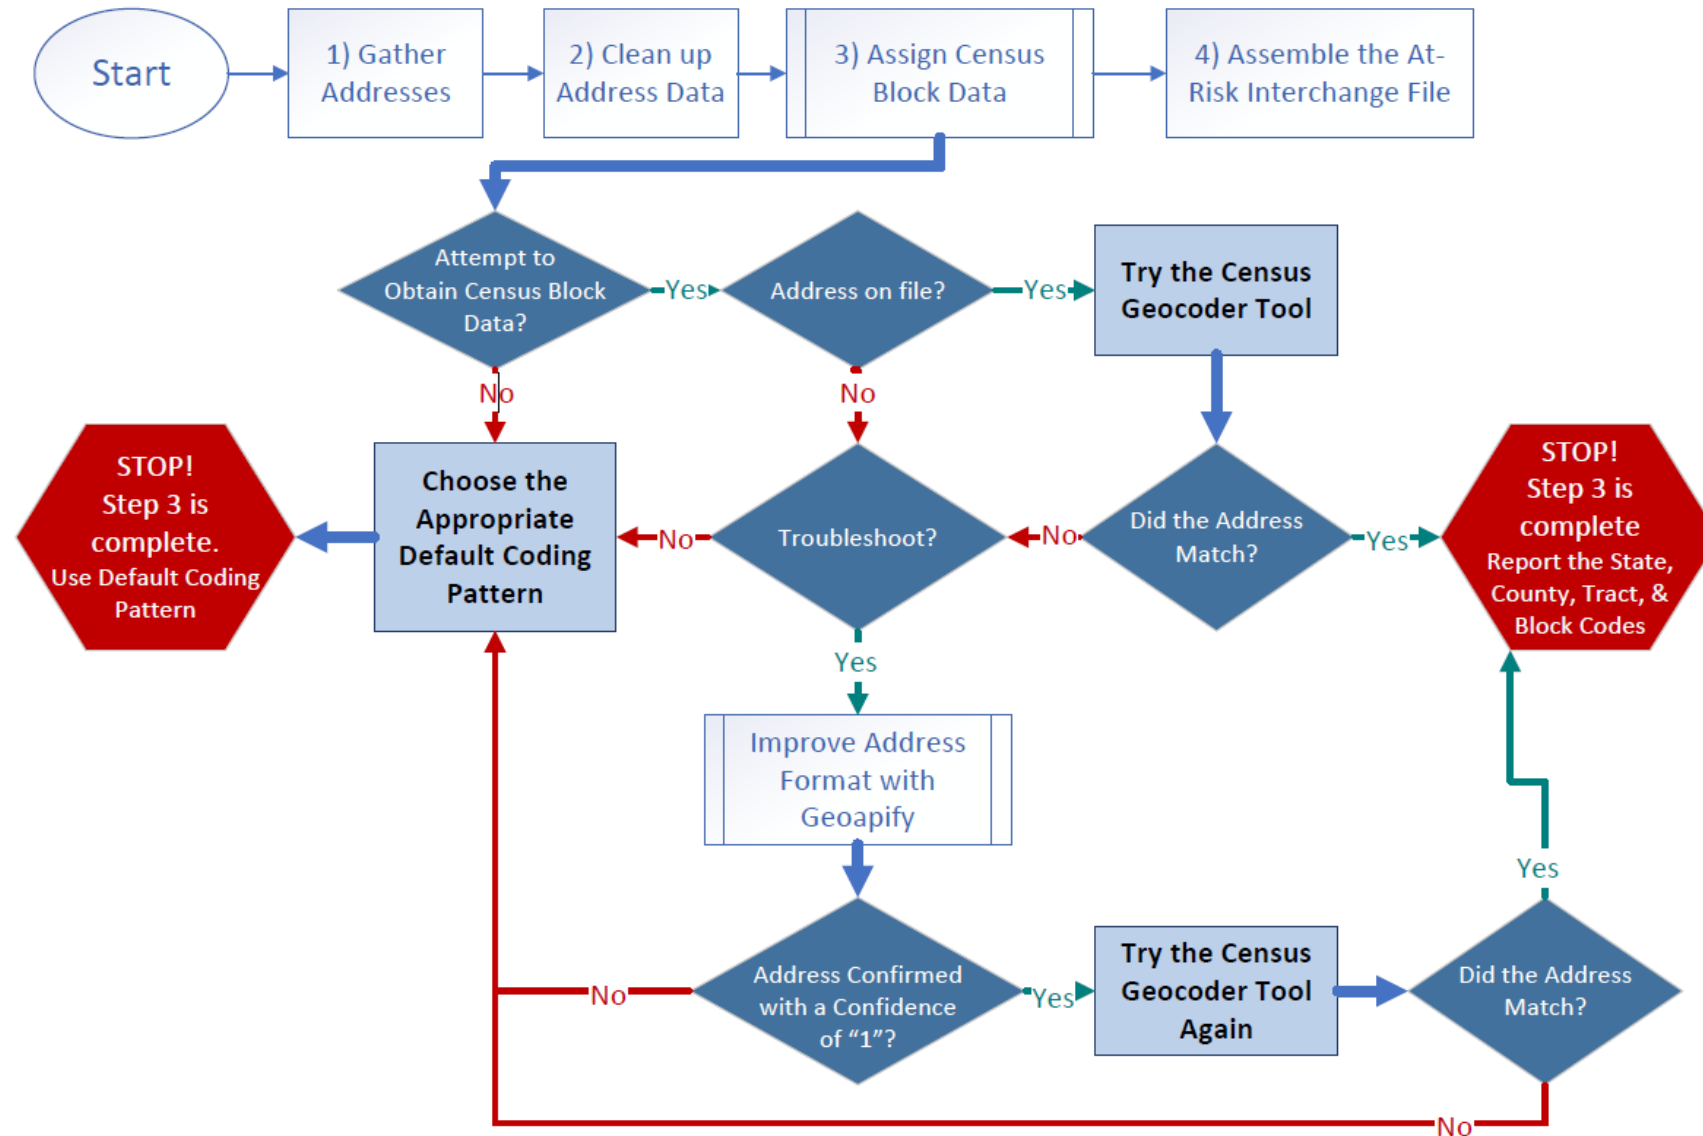 Start
1) Gather
Addresses
2) Clean up
Address Data
3) Assign Census
Block Data
4) Assemble the At-
Risk Interchange File
Attempt to
Obtain Census Block
Data?
Yes
Address on file?
Yes
Try the Census
Geocoder Tool
No
No
STOP!
Step 3 is
complete.
Use Default Coding
Pattern
Choose the
Appropriate
Default Coding
Pattern
No
Troubleshoot?
No
Did the Address
Match?
Yes
STOP!
Step 3 is
complete
Report the State,
County, Tract, &
Block Codes
Yes
Improve Address
Format with
Geoapify
Yes
No
Address Confirmed
with a Confidence
of “1”?
Yes
Try the Census
Geocoder Tool
Again
Did the Address
Match?
No